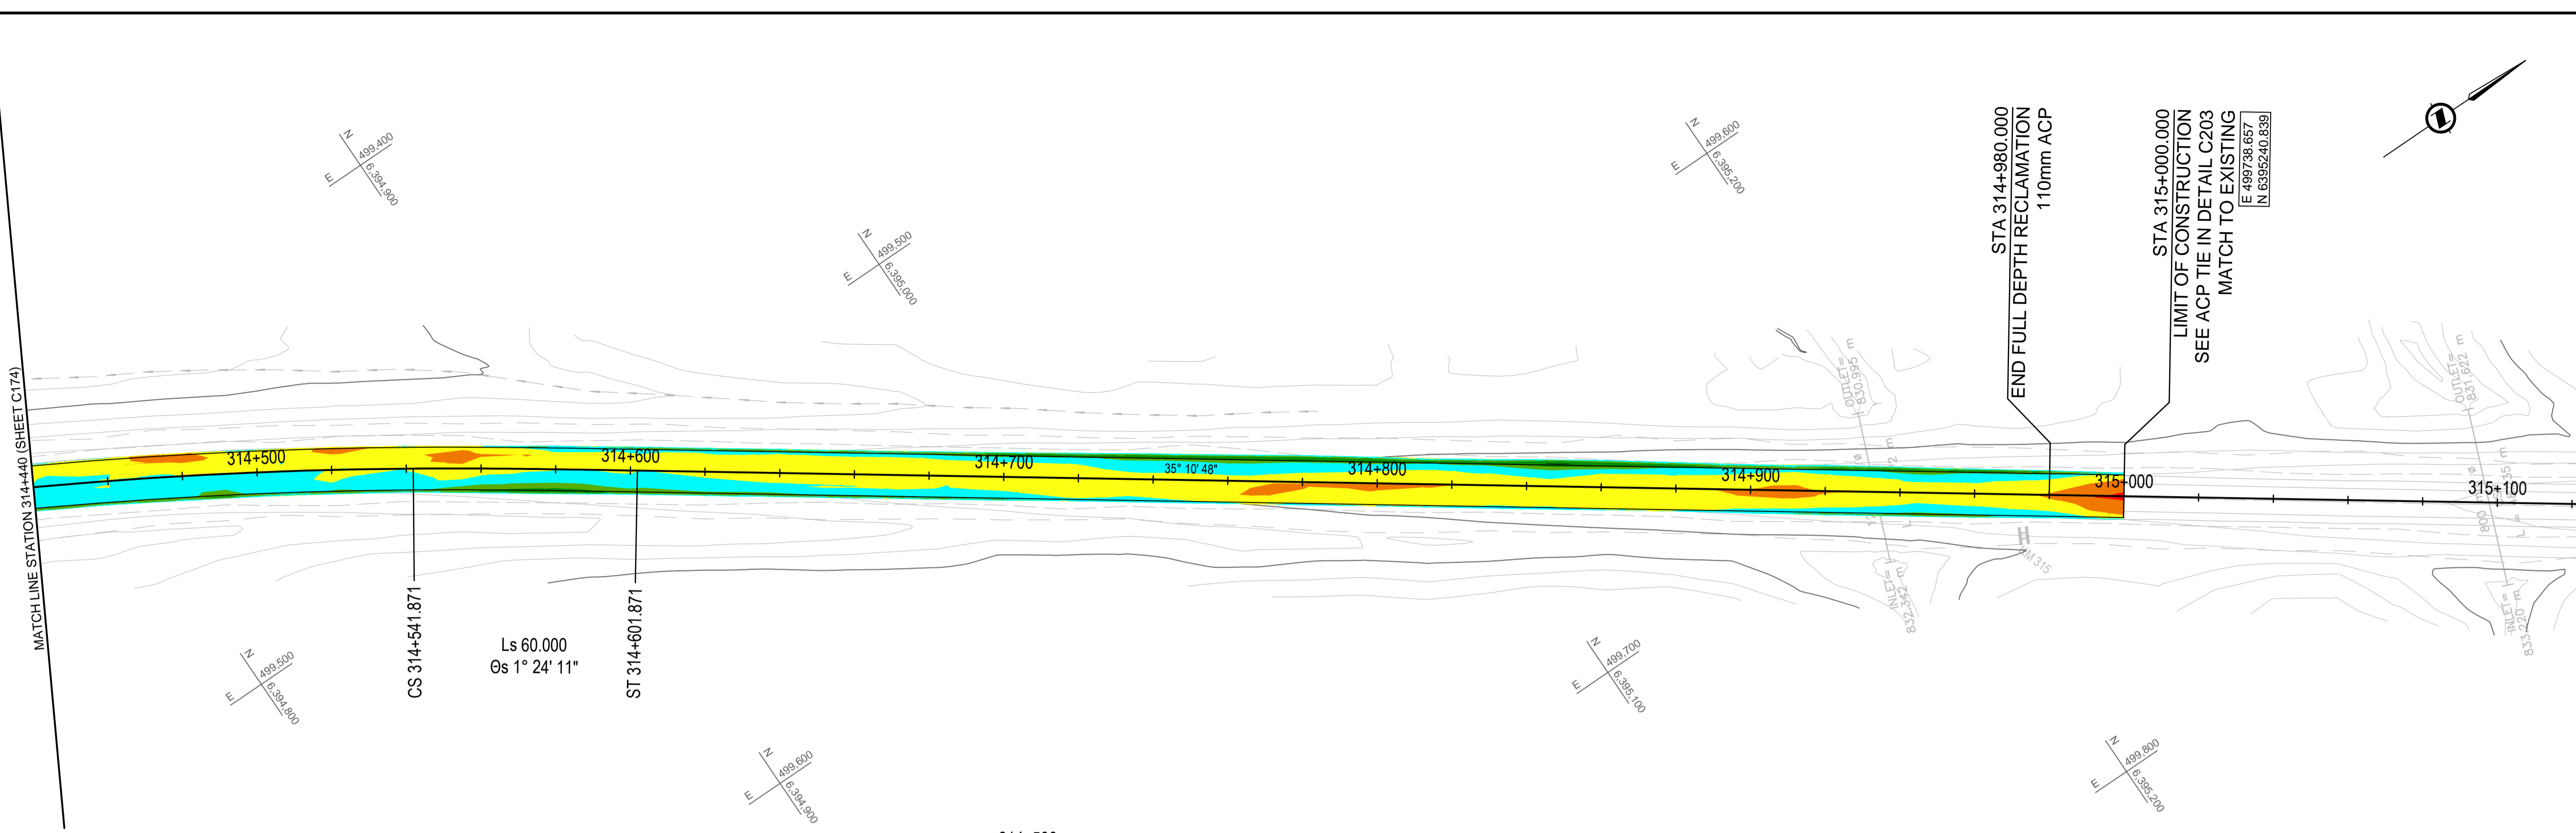 MATCH LINE STATION 314+440 (SHEET C174)
N
499,400
E
6,394,900
N
499,500
E
6,395,000
N
499,600
E
6,395,200
STA 314+980.000
END FULL DEPTH RECLAMATION
110mm ACP
STA 315+000.000
LIMIT OF CONSTRUCTION
SEE ACP TIE IN DETAIL C203
MATCH TO EXISTING
E 499738.657
N 6395240.839
OUTLET=
830.995 m
OUTLET=
831.622 m
314+500
314+600
314+700
35° 10' 48"
314+800
314+900
315+000
315+100
INLET=
832.342 m
KM 315
INLET=
833.220 m
CS 314+541.871
Ls 60.000
Θs 1° 24' 11"
ST 314+601.871
N
499,500
E
6,394,800
N
499,600
E
6,394,900
N
499,700
E
6,395,100
N
499,800
E
6,395,200